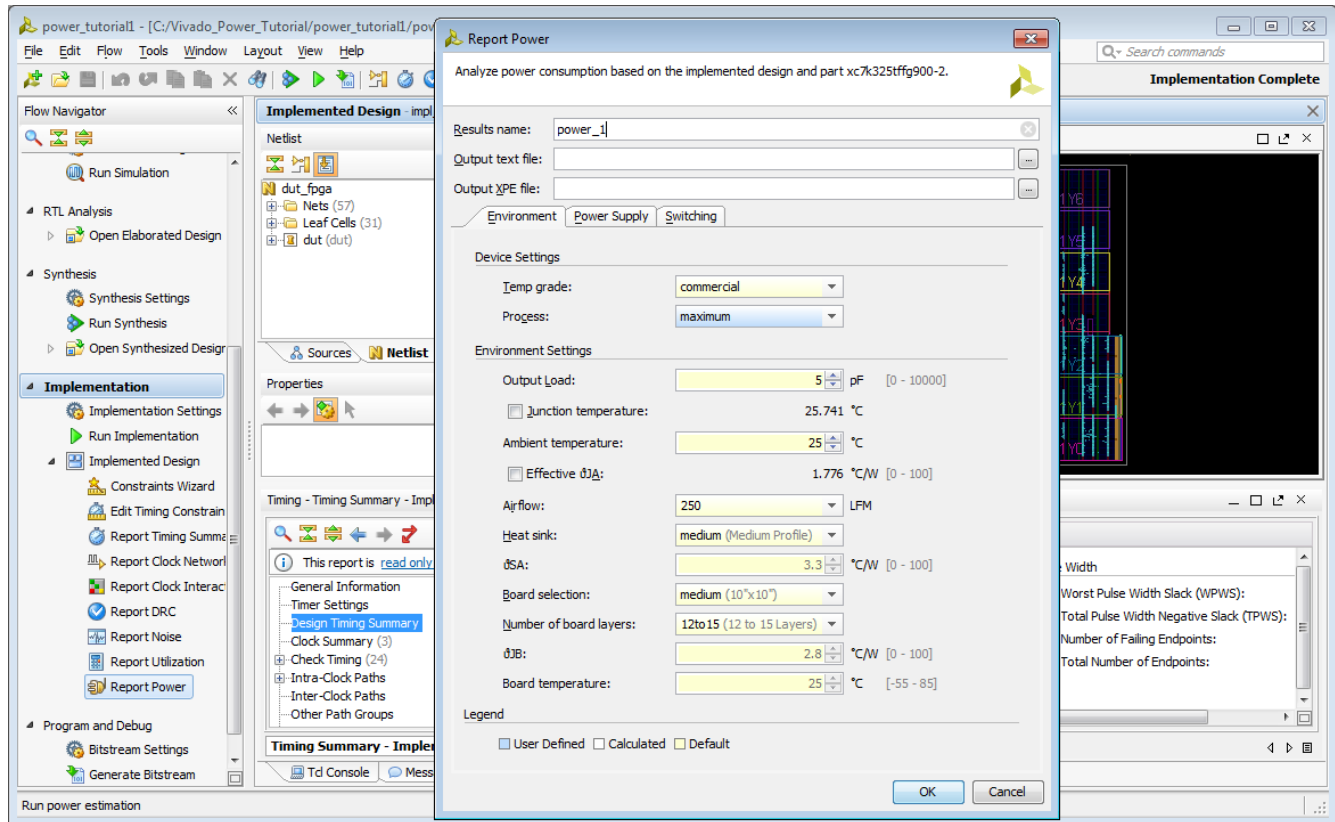 power_tutorial1 - [C:/Vivado_Power_Tutorial/power_tutorial1/pow
File Edit Flow Tools Window Layout View Help
Search commands
Implementation Complete
Flow Navigator
Run Simulation
RTL Analysis
Open Elaborated Design
Synthesis
Synthesis Settings
Run Synthesis
Open Synthesized Design
Implementation
Implementation Settings
Run Implementation
Implemented Design
Constraints Wizard
Edit Timing Constrain
Report Timing Summa
Report Clock Networl
Report Clock Interac
Report DRC
Report Noise
Report Utilization
Report Power
Program and Debug
Bitstream Settings
Generate Bitstream
Run power estimation
Implemented Design - impl
Netlist
dut_fpga
Nets (57)
Leaf Cells (31)
dut (dut)
Sources Netlist
Properties
Timing - Timing Summary - Impl
This report is read only
General Information
Timer Settings
Design Timing Summary
Clock Summary (3)
Check Timing (24)
Intra-Clock Paths
Inter-Clock Paths
Other Path Groups
Timing Summary - Impler
Tcl Console Mess
Report Power
Analyze power consumption based on the implemented design and part xc7k325tffg900-2.
Results name: power_1
Output text file: ...
Output XPE file: ...
Environment Power Supply Switching
Device Settings
Temp grade: commercial
Process: maximum
Environment Settings
Output Load: 5 pF [0 - 10000]
Junction temperature: 25.741 °C
Ambient temperature: 25 °C
Effective ϑJA: 1.776 °C/W [0 - 100]
Airflow: 250 LFM
Heat sink: medium (Medium Profile)
ϑSA: 3.3 °C/W [0 - 100]
Board selection: medium (10"x10")
Number of board layers: 12to15 (12 to 15 Layers)
ϑJB: 2.8 °C/W [0 - 100]
Board temperature: 25 °C [-55 - 85]
Legend
User Defined Calculated Default
OK Cancel
1Y6
1Y5
1Y4
1Y3
1Y1
1Y0
Width
Worst Pulse Width Slack (WPWS):
Total Pulse Width Negative Slack (TPWS):
Number of Failing Endpoints:
Total Number of Endpoints: